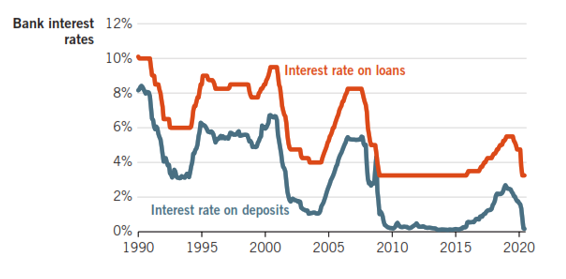 Bank interest 12%
rates
10%
Interest rate on loans
8%
6%
4%
2%
Interest rate on deposits
0%
1990 1995 2000 2005 2010 2015 2020